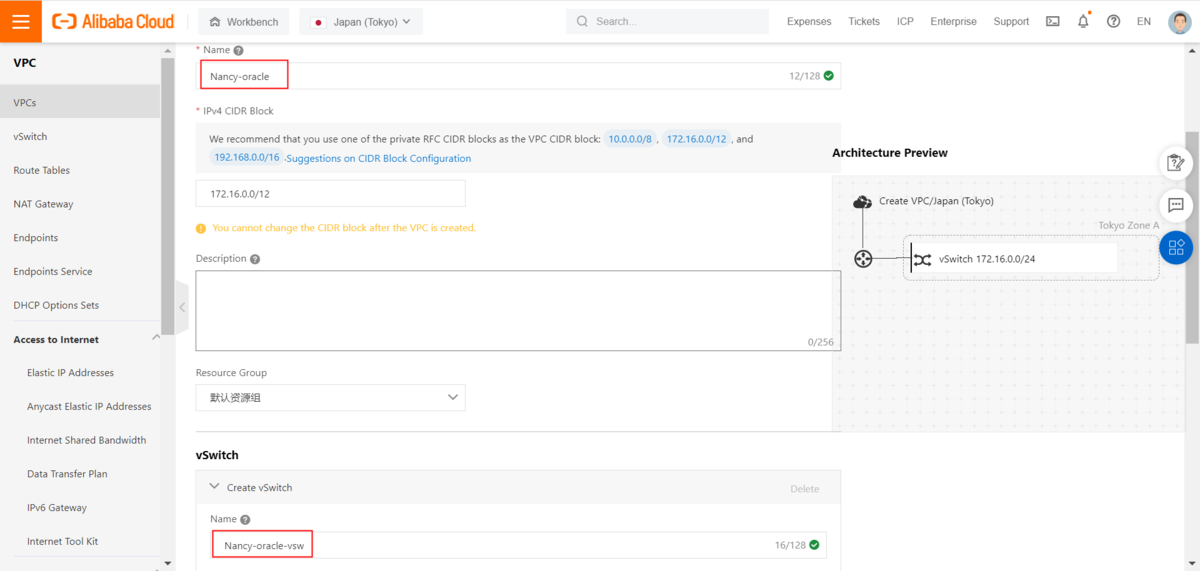 Alibaba Cloud
Workbench
Japan (Tokyo)
Search...
Expenses
Tickets
ICP
Enterprise
Support
EN
VPC
VPCs
vSwitch
Route Tables
NAT Gateway
Endpoints
Endpoints Service
DHCP Options Sets
Access to Internet
Elastic IP Addresses
Anycast Elastic IP Addresses
Internet Shared Bandwidth
Data Transfer Plan
IPv6 Gateway
Internet Tool Kit
* Name
Nancy-oracle
12/128
* IPv4 CIDR Block
We recommend that you use one of the private RFC CIDR blocks as the VPC CIDR block: 10.0.0.0/8 , 172.16.0.0/12 , and
192.168.0.0/16 .Suggestions on CIDR Block Configuration
172.16.0.0/12
You cannot change the CIDR block after the VPC is created.
Description
0/256
Resource Group
默认资源组
vSwitch
Create vSwitch
Delete
Name
Nancy-oracle-vsw
16/128
Architecture Preview
Create VPC/Japan (Tokyo)
Tokyo Zone A
vSwitch 172.16.0.0/24